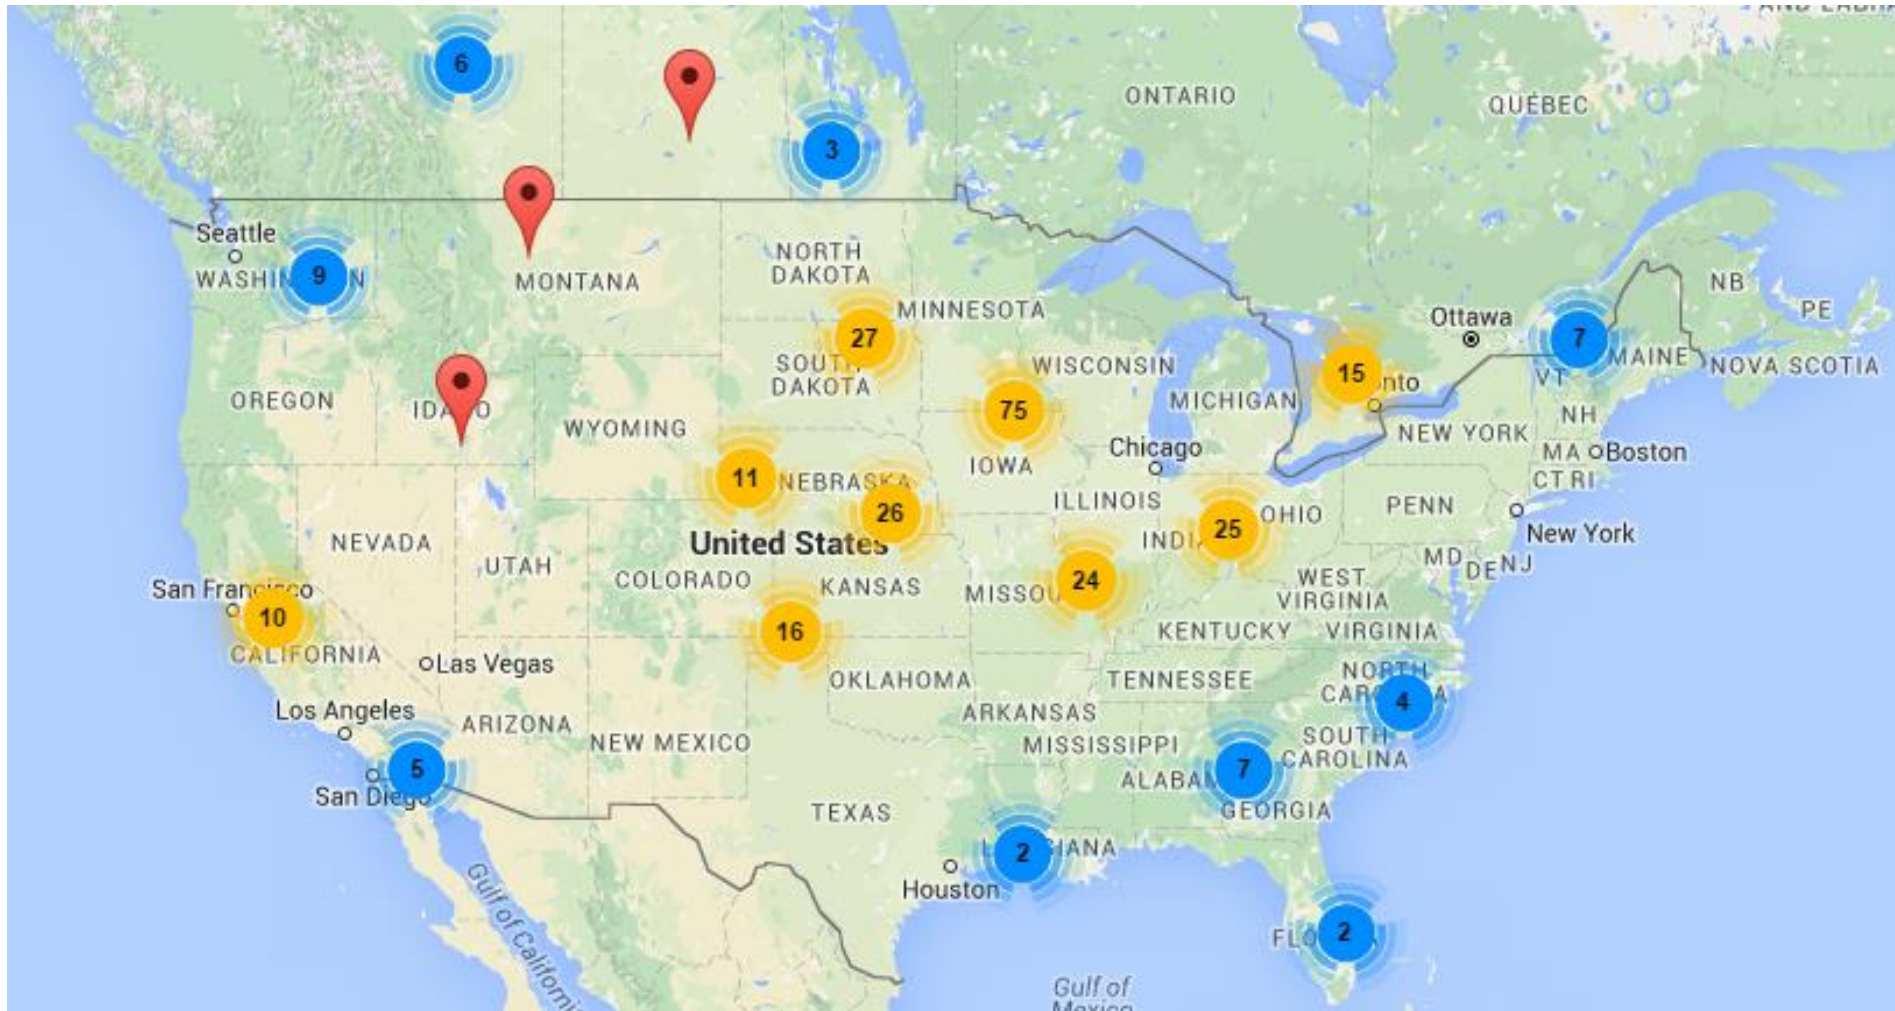 6
ONTARIO
QUÉBEC
3
Seattle
WASHIN
N
9
MONTANA
NORTH
DAKOTA
MINNESOTA
27
SOUTH
DAKOTA
WISCONSIN
75
IOWA
MICHIGAN
15
Ottawa
7
MAINE
NB
PE
NOVA SCOTIA
VT
NH
MA
Boston
CT
RI
NEW YORK
OREGON
WYOMING
Chicago
11
NEBRASKA
26
ILLINOIS
OHIO
PENN
New York
25
United States
NEVADA
UTAH
COLORADO
KANSAS
24
MD
DE
NJ
WEST
VIRGINIA
San Francisco
10
CALIFORNIA
16
KENTUCKY
VIRGINIA
Las Vegas
OKLAHOMA
TENNESSEE
NORTH
4
Los Angeles
ARIZONA
NEW MEXICO
ARKANSAS
MISSISSIPPI
SOUTH
CAROLINA
5
San Diego
7
GEORGIA
TEXAS
2
Houston
2
Gulf of California
Gulf of
Mexico